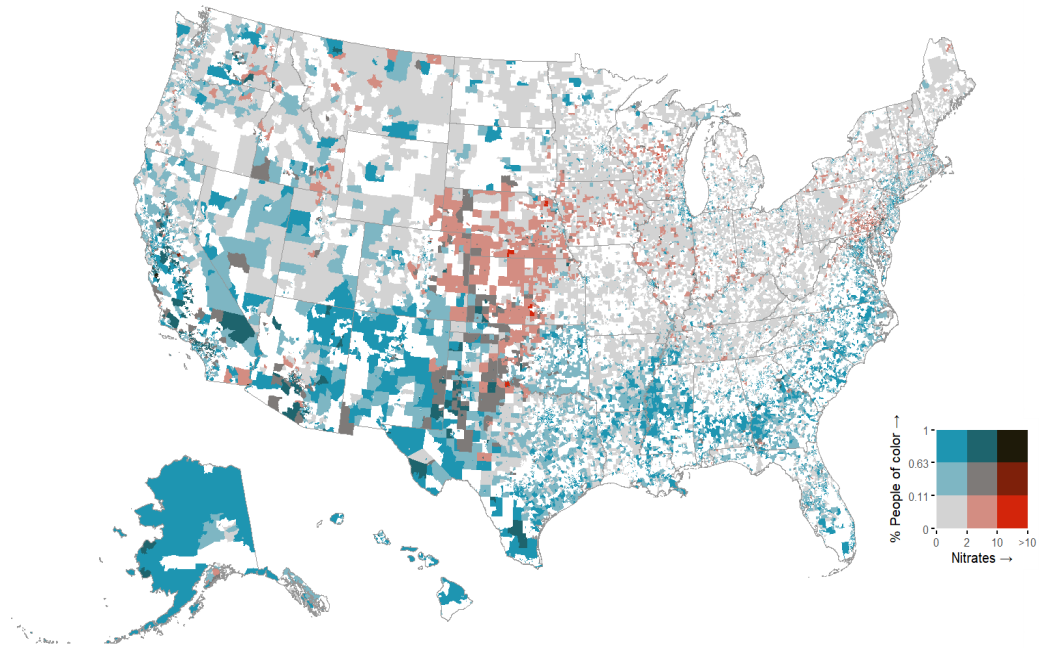 % People of color →
1
0.63
0.11
0
0 2 10 >10
Nitrates →